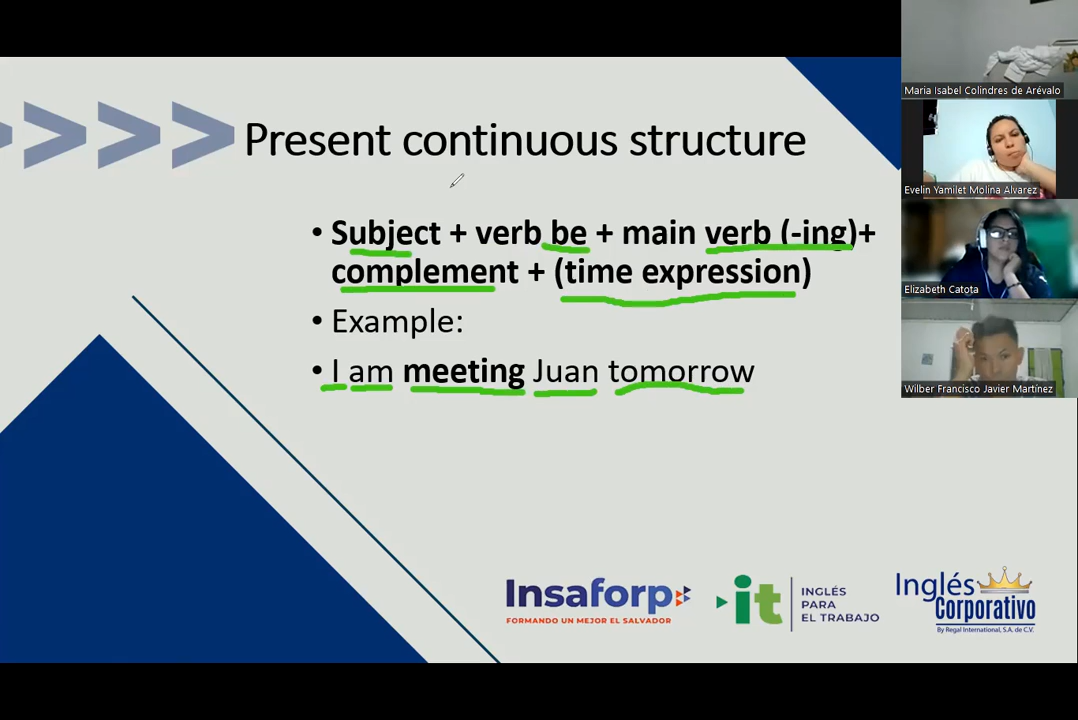 Present continuous structure
• Subject + verb be + main verb (-ing)+
complement + (time expression)
• Example:
• I am meeting Juan tomorrow
Maria Isabel Colindres de Arévalo
Evelin Yamilet Molina Alvarez
Elizabeth Catota
Wilber Francisco Javier Martínez
Insaforp
FORMANDO UN MEJOR EL SALVADOR
it
INGLÉS
PARA
EL TRABAJO
Inglés
Corporativo
By Regal International, S.A. de C.V.